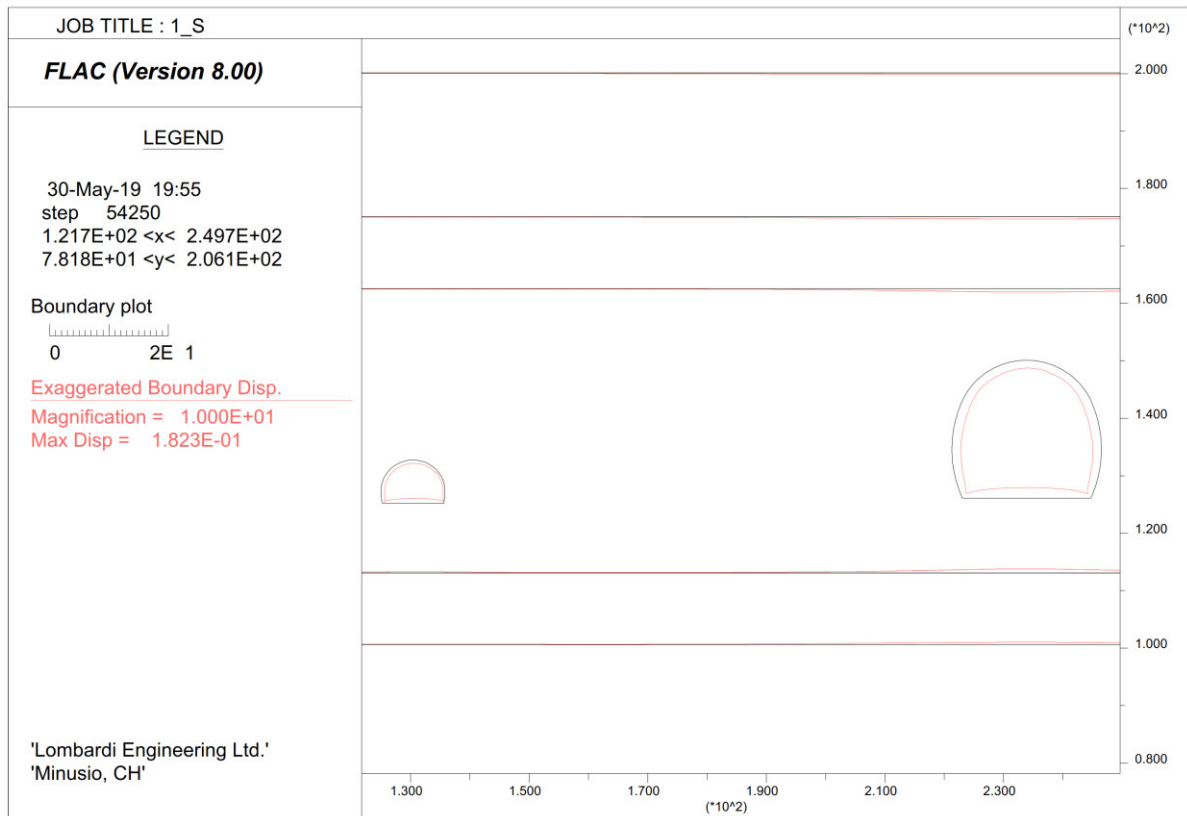 JOB TITLE : 1_S
FLAC (Version 8.00)
LEGEND
30-May-19 19:55
step 54250
1.217E+02 <x< 2.497E+02
7.818E+01 <y< 2.061E+02
Boundary plot
0 2E 1
Exaggerated Boundary Disp.
Magnification = 1.000E+01
Max Disp = 1.823E-01
'Lombardi Engineering Ltd.'
'Minusio, CH'
(*10^2)
2.000
1.800
1.600
1.400
1.200
1.000
0.800
1.300 1.500 1.700 1.900 2.100 2.300
(*10^2)